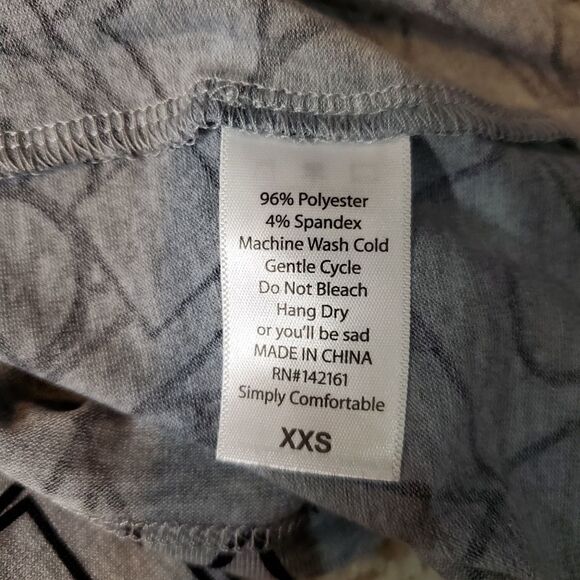 96% Polyester
4% Spandex
Machine Wash Cold
Gentle Cycle
Do Not Bleach
Hang Dry
or you'll be sad
MADE IN CHINA
RN#142161
Simply Comfortable
XXS